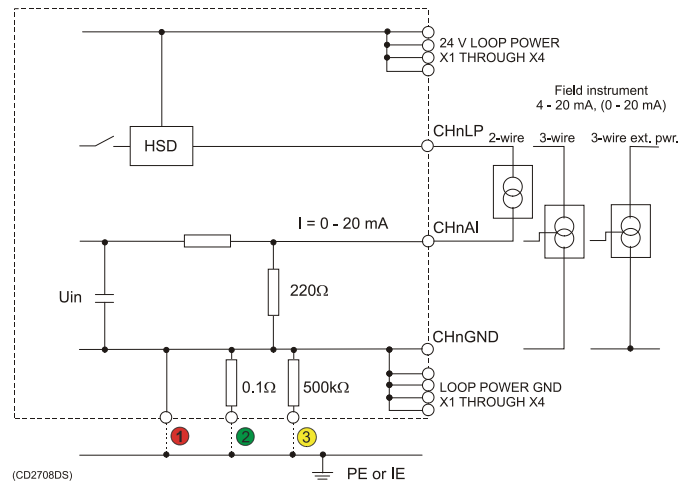 24 V LOOP POWER
X1 THROUGH X4
Field instrument
4 - 20 mA, (0 - 20 mA)
CHnLP
2-wire
3-wire
3-wire ext. pwr.
HSD
I = 0 - 20 mA
CHnAI
Uin
220Ω
CHnGND
0.1Ω
500kΩ
LOOP POWER GND
X1 THROUGH X4
1
2
3
(CD2708DS)
PE or IE